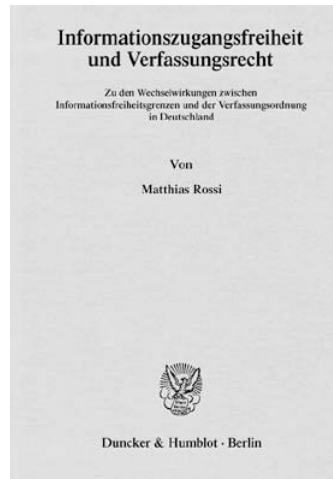 Informationszugangsfreiheit
und Verfassungsrecht
Zu den Wechselwirkungen zwischen
Informationsfreiheitsgrenzen und der Verfassungsordnung
in Deutschland
Von
Matthias Rossi
Duncker & Humblot · Berlin